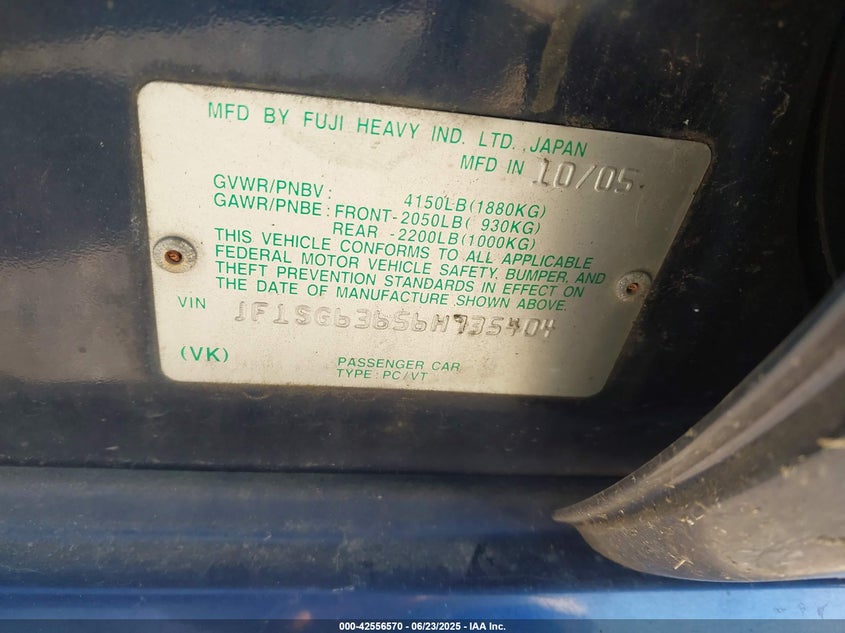 MFD BY FUJI HEAVY IND. LTD., JAPAN
MFD IN 10/05
GVWR/PNBV : 4150LB(1880KG)
GAWR/PNBE : FRONT-2050LB( 930KG)
REAR -2200LB(1000KG)
THIS VEHICLE CONFORMS TO ALL APPLICABLE
FEDERAL MOTOR VEHICLE SAFETY, BUMPER, AND
THEFT PREVENTION STANDARDS IN EFFECT ON
THE DATE OF MANUFACTURE SHOWN ABOVE.
VIN JF1SG63656H735404
(VK) PASSENGER CAR
TYPE : PC/VT
000-42556570 - 06/23/2025 - IAA Inc.